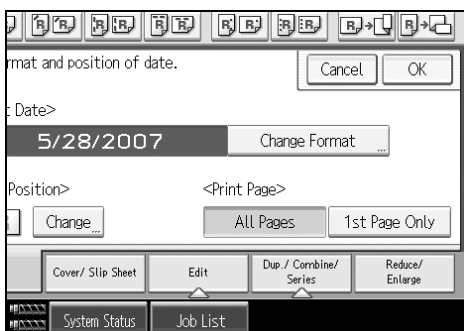 rmat and position of date.
Cancel
OK
t Date>
5/28/2007
Change Format
Position>
<Print Page>
Change
All Pages
1st Page Only
Cover/ Slip Sheet
Edit
Dup./ Combine/
Series
Reduce/
Enlarge
System Status
Job List